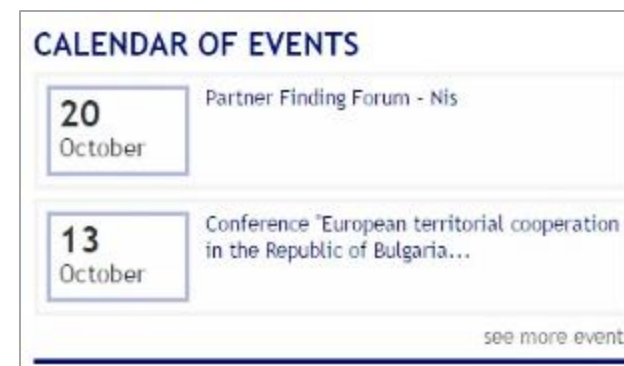 CALENDAR OF EVENTS
20
October
Partner Finding Forum - Nis
13
October
Conference "European territorial cooperation
in the Republic of Bulgaria...
see more event